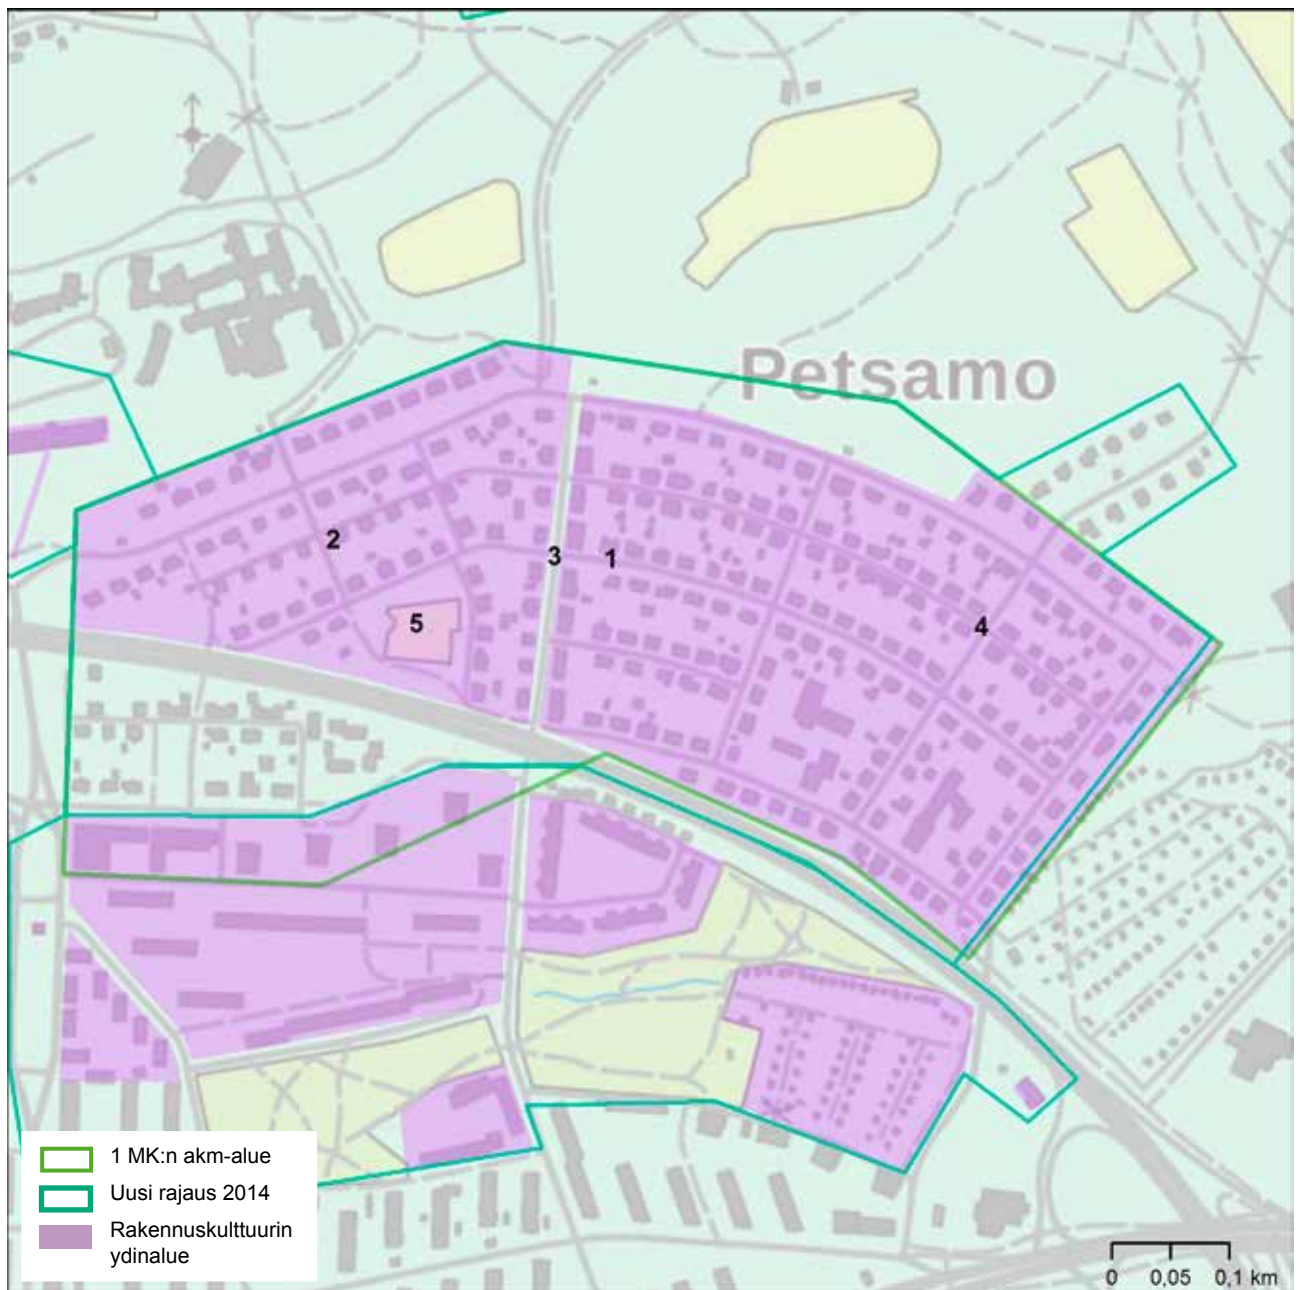 Petsamo
2
3
1
5
4
1 MK:n akm-alue
Uusi rajaus 2014
Rakennuskulttuurin
ydinalue
0 0,05 0,1 km